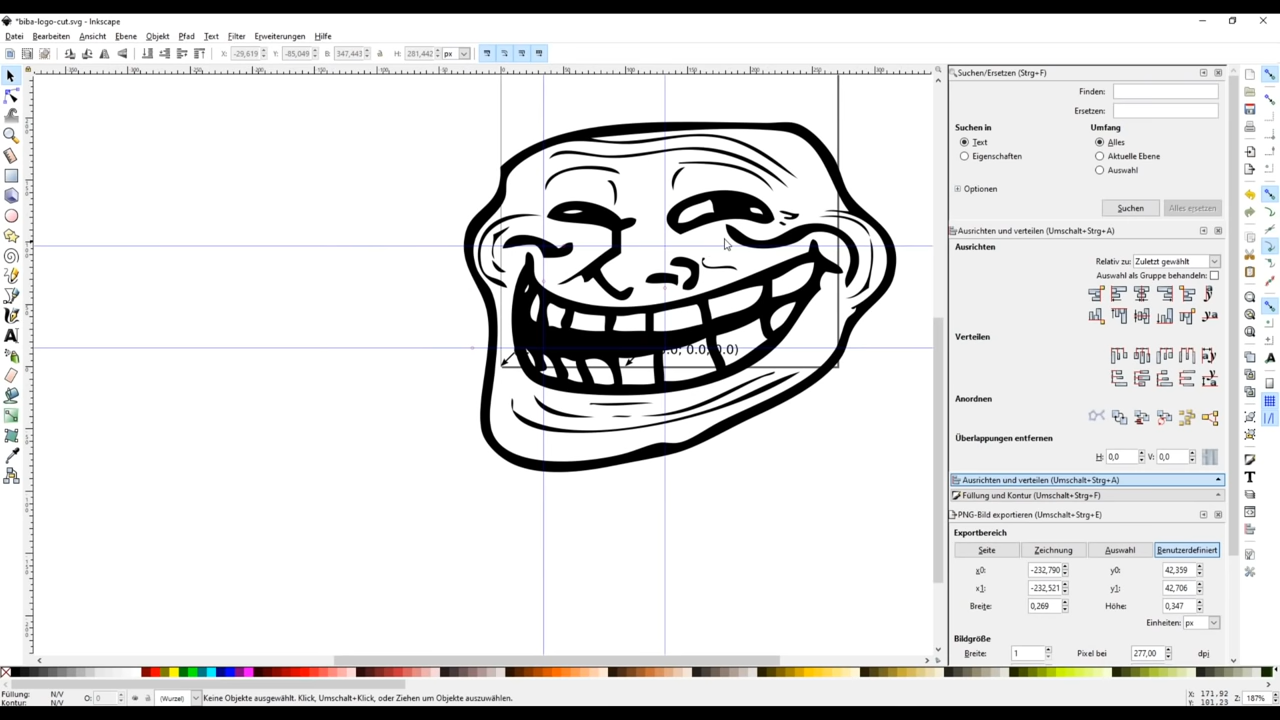 *biba-logo-cut.svg - Inkscape
Datei Bearbeiten Ansicht Ebene Objekt Pfad Text Filter Erweiterungen Hilfe
X: -29,619 Y: -85,049 B: 347,443 H: 281,442 px
Suchen/Ersetzen (Strg+F)
Finden:
Ersetzen:
Suchen in Umfang
Text Alles
Eigenschaften Aktuelle Ebene
Auswahl
Optionen
Suchen Alles ersetzen
Ausrichten und verteilen (Umschalt+Strg+A)
Ausrichten
Relativ zu: Zuletzt gewählt
Auswahl als Gruppe behandeln:
Verteilen
0.0; 0.0)
Anordnen
Überlappungen entfernen
H: 0,0 V: 0,0
Ausrichten und verteilen (Umschalt+Strg+A)
Füllung und Kontur (Umschalt+Strg+F)
PNG-Bild exportieren (Umschalt+Strg+E)
Exportbereich
Seite Zeichnung Auswahl Benutzerdefiniert
x0: -232,790 y0: 42,359
x1: -232,521 y1: 42,706
Breite: 0,269 Höhe: 0,347
Einheiten: px
Bildgröße
Breite: 1 Pixel bei 277,00 dpi
Füllung: N/V
Kontur: N/V
O: 0 (Wurzel) Keine Objekte ausgewählt. Klick, Umschalt+Klick, oder Ziehen um Objekte auszuwählen.
X: 171,92
Y: 101,23
Z: 187%